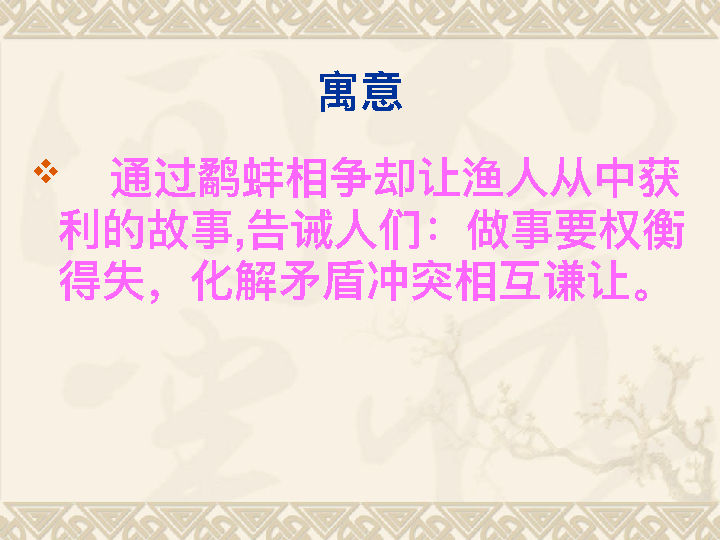 寓意
通过鹬蚌相争却让渔人从中获
利的故事,告诫人们：做事要权衡
得失，化解矛盾冲突相互谦让。